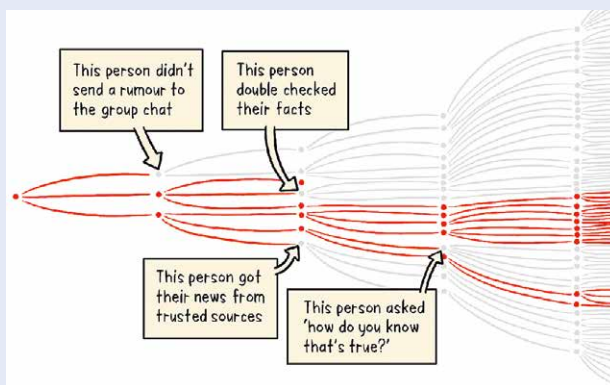 This person didn't
send a rumour to
the group chat
This person
double checked
their facts
This person got
their news from
trusted sources
This person asked
'how do you know
that's true?'